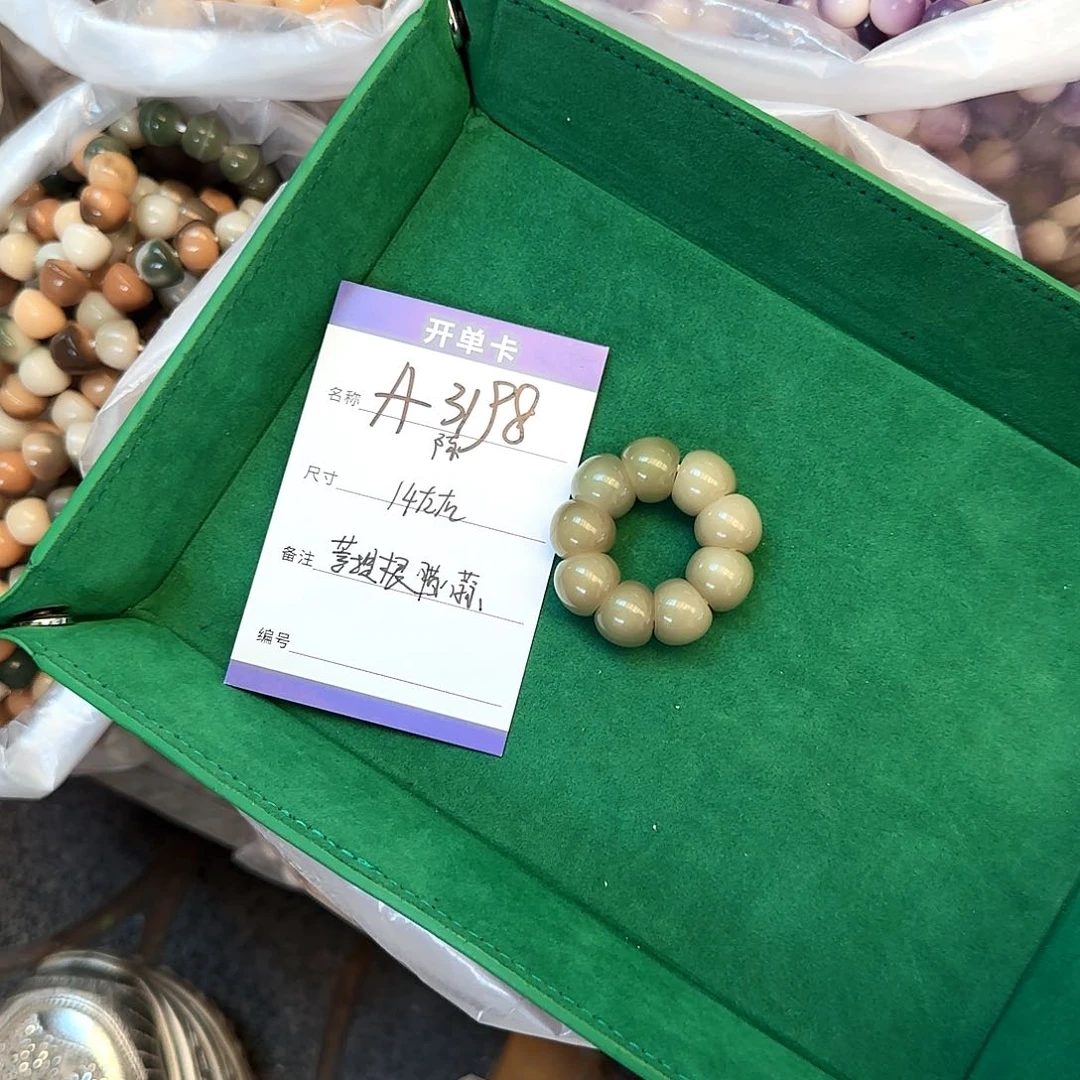 开单卡
名称 A 3198
陈
尺寸 14左右
备注 菩提根
编号